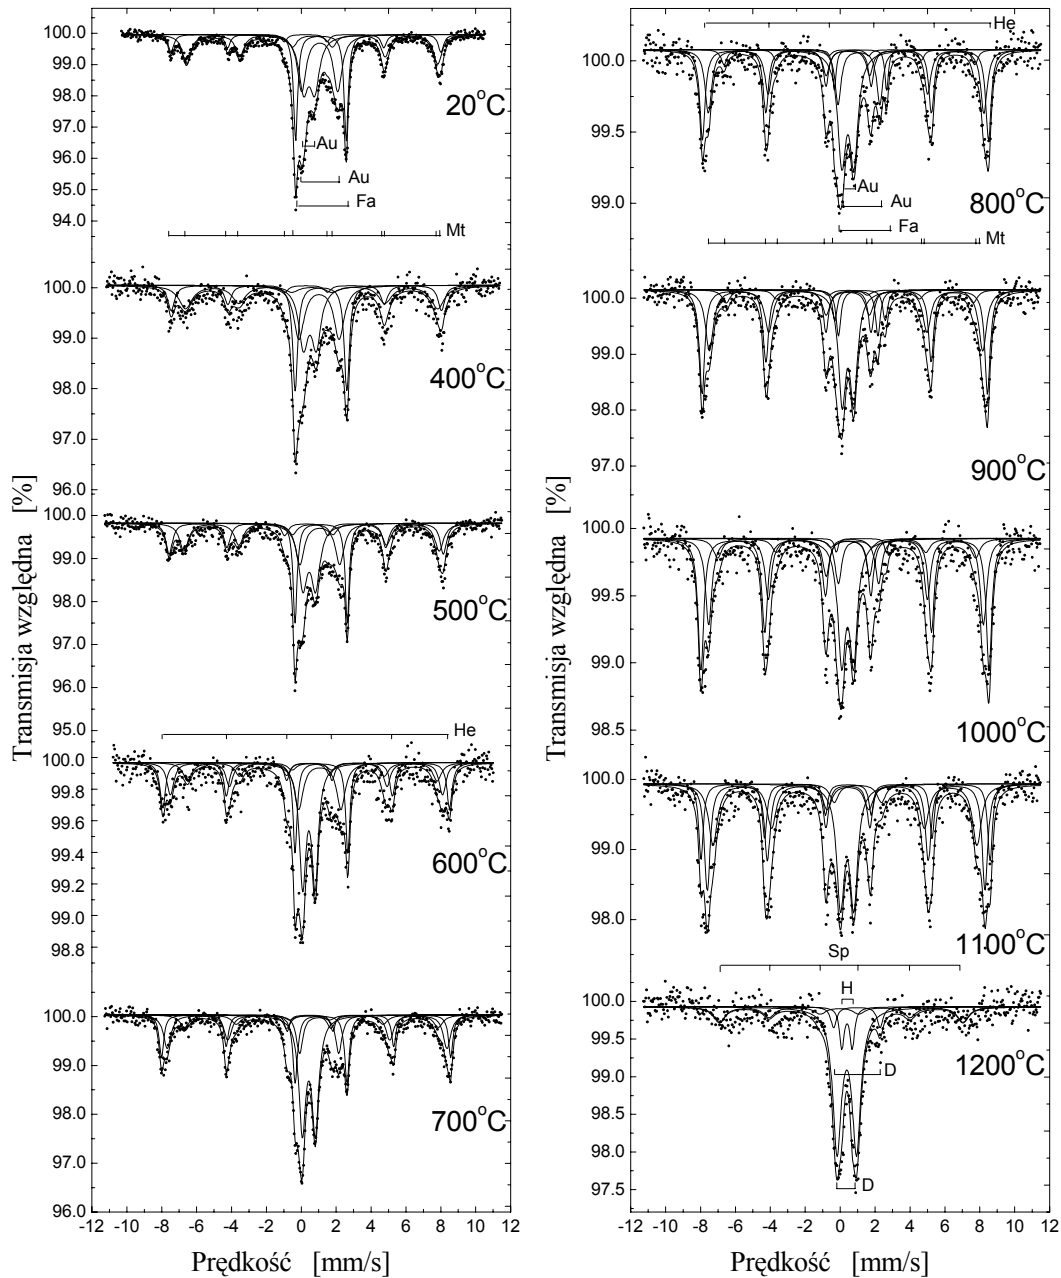 100.0
99.0
98.0
97.0
96.0
95.0
94.0
20°C
Au
Au
Fa
Mt
100.0
99.0
98.0
97.0
96.0
400°C
100.0
99.0
98.0
97.0
96.0
95.0
500°C
He
100.0
99.8
99.6
99.4
99.2
99.0
98.8
600°C
100.0
99.0
98.0
97.0
96.0
700°C
-12 -10 -8 -6 -4 -2 0 2 4 6 8 10 12
Prędkość [mm/s]
Transmisja względna [%]
He
100.0
99.5
99.0
800°C
Au
Au
Fa
Mt
100.0
99.0
98.0
97.0
900°C
100.0
99.5
99.0
98.5
1000°C
100.0
99.0
98.0
1100°C
Sp
H
100.0
99.5
99.0
98.5
98.0
97.5
D
D
1200°C
-12 -10 -8 -6 -4 -2 0 2 4 6 8 10 12
Prędkość [mm/s]
Transmisja względna [%]